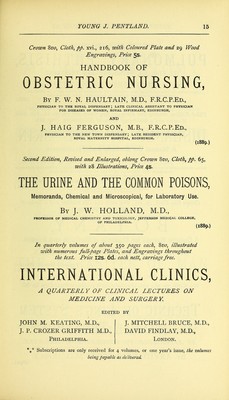 YOUNG J. PENTLAND. 15
Crown 8vo, Cloth, pp. xvi., 216, with Coloured Plate and 29 Wood
Engravings, Price 5s.
HANDBOOK OF
OBSTETRIC NURSING,
By F. W. N. HAULTAIN, M.D., F.R.C.P.Ed.,
PHYSICIAN TO THE ROYAL DISPENSARY; LATE CLINICAL ASSISTANT TO PHYSICIAN
FOR DISEASES OF WOMEN, ROYAL INFIRMARY, EDINBURGH,
AND
J. HAIG FERGUSON, M.B., F.R.C.P.Ed.,
PHYSICIAN TO THE NEW TOWN DISPENSARY; LATE RESIDENT PHYSICIAN,
ROYAL MATERNITY HOSPITAL, EDINBURGH.
(1889.)
Second Edition, Revised and Enlarged, oblong Crown 8vo, Cloth, pp. 65,
with 28 Illustrations, Price 4s.
THE URINE AND THE COMMON POISONS,
Memoranda, Chemical and Microscopical, for Laboratory Use.
By J. W. HOLLAND, M.D.,
PROFESSOR OF MEDICAL CHEMISTRY AND TOXICOLOGY, JEFFERSON MEDICAL COLLEGE,
OF PHILADELPHIA.
(1889.)
In quarterly volumes of about 350 pages each, 8vo, illustrated
with numerous full-page Plates, and Engravings throughout
the text. Price 12s. 6d. each nett, carriage free.
INTERNATIONAL CLINICS,
A QUARTERLY OF CLINICAL LECTURES ON
MEDICINE AND SURGERY.
EDITED BY
JOHN M. KEATING, M.D.,
J. P. CROZER GRIFFITH M.D.,
PHILADELPHIA.
J. MITCHELL BRUCE, M.D.,
DAVID FINDLAY, M.D.,
LONDON.
*** Subscriptions are only received for 4 volumes, or one year's issue, the volumes
being payable as delivered.